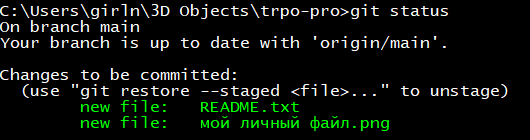 C:\Users\girln\3D Objects\trpo-pro>git status
On branch main
Your branch is up to date with 'origin/main'.
Changes to be committed:
(use "git restore --staged <file>..." to unstage)
new file: README.txt
new file: мой личный файл.png